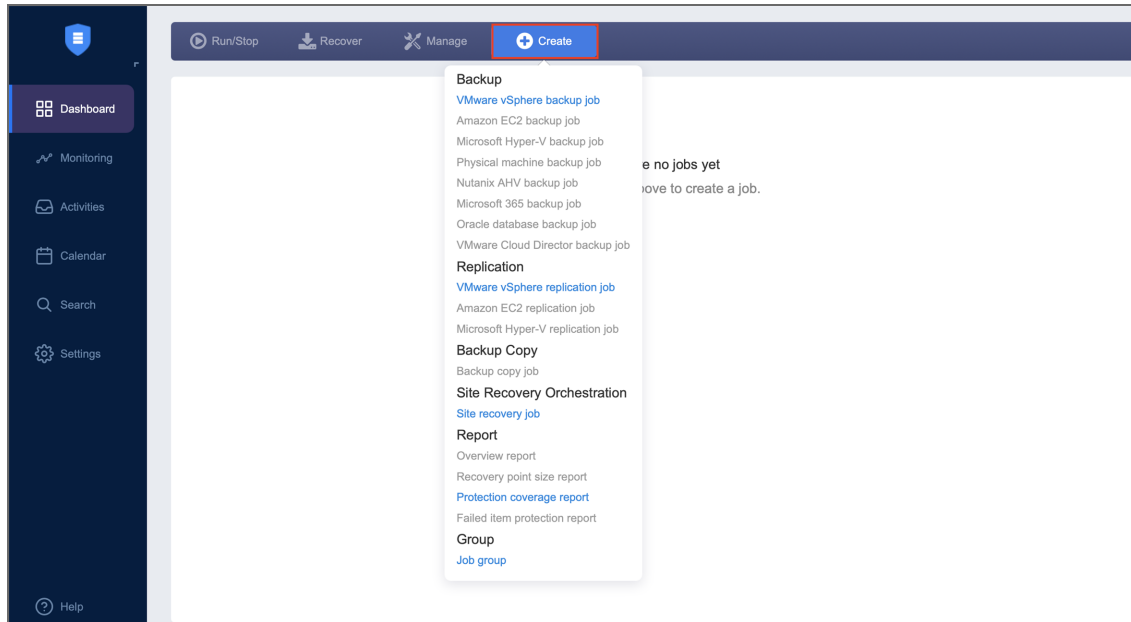 Run/Stop
Recover
Manage
Create
Dashboard
Monitoring
Activities
Calendar
Search
Settings
Help
Backup
VMware vSphere backup job
Amazon EC2 backup job
Microsoft Hyper-V backup job
Physical machine backup job
Nutanix AHV backup job
Microsoft 365 backup job
Oracle database backup job
VMware Cloud Director backup job
Replication
VMware vSphere replication job
Amazon EC2 replication job
Microsoft Hyper-V replication job
Backup Copy
Backup copy job
Site Recovery Orchestration
Site recovery job
Report
Overview report
Recovery point size report
Protection coverage report
Failed item protection report
Group
Job group
no jobs yet
to create a job.